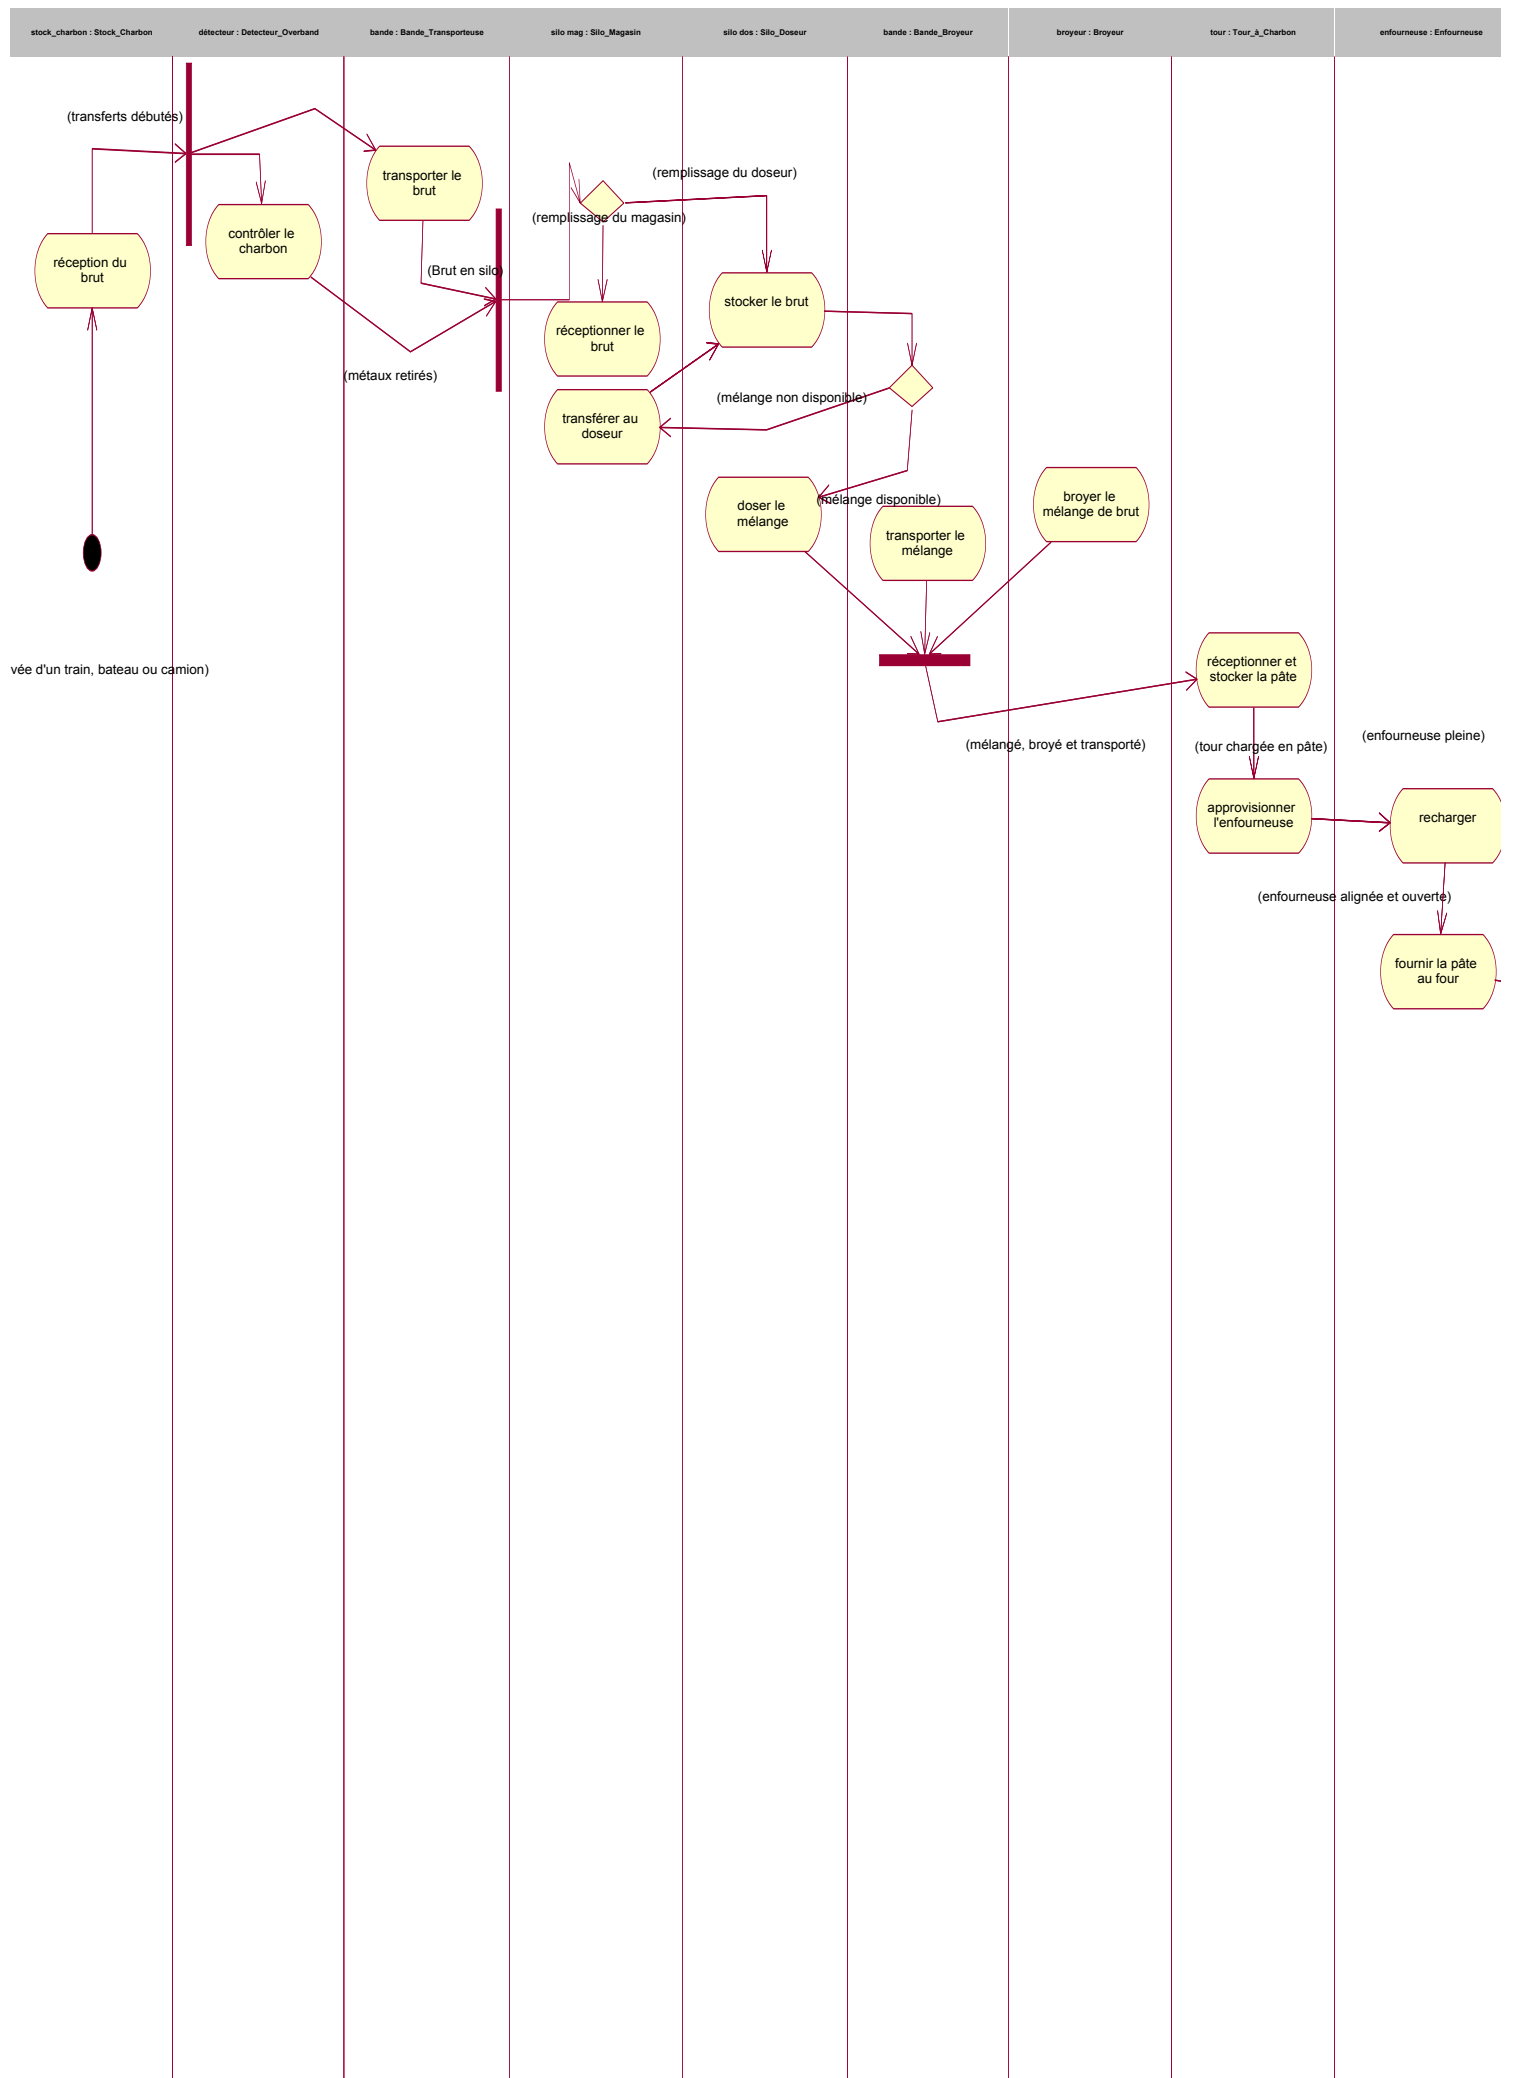 stock_charbon : Stock_Charbon
détecteur : Detecteur_Overband
bande : Bande_Transporteuse
silo mag : Silo_Magasin
silo dos : Silo_Doseur
bande : Bande_Broyeur
broyeur : Broyeur
tour : Tour_à_Charbon
enfourneuse : Enfourneuse
(transferts débutés)
transporter le
brut
(remplissage du doseur)
(remplissage du magasin)
contrôler le
charbon
réception du
brut
(Brut en silo)
stocker le brut
réceptionner le
brut
(métaux retirés)
(mélange non disponible)
transférer au
doseur
(mélange disponible)
doser le
mélange
broyer le
mélange de brut
transporter le
mélange
vée d'un train, bateau ou camion)
réceptionner et
stocker la pâte
(mélangé, broyé et transporté)
(tour chargée en pâte)
(enfourneuse pleine)
approvisionner
l'enfourneuse
recharger
(enfourneuse alignée et ouverte)
fournir la pâte
au four